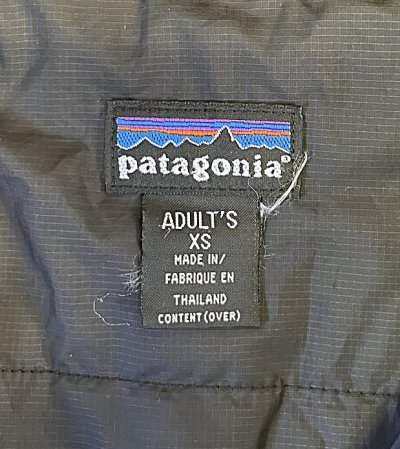 patagonia®
ADULT'S
XS
MADE IN/
FABRIQUE EN
THAILAND
CONTENT (OVER)